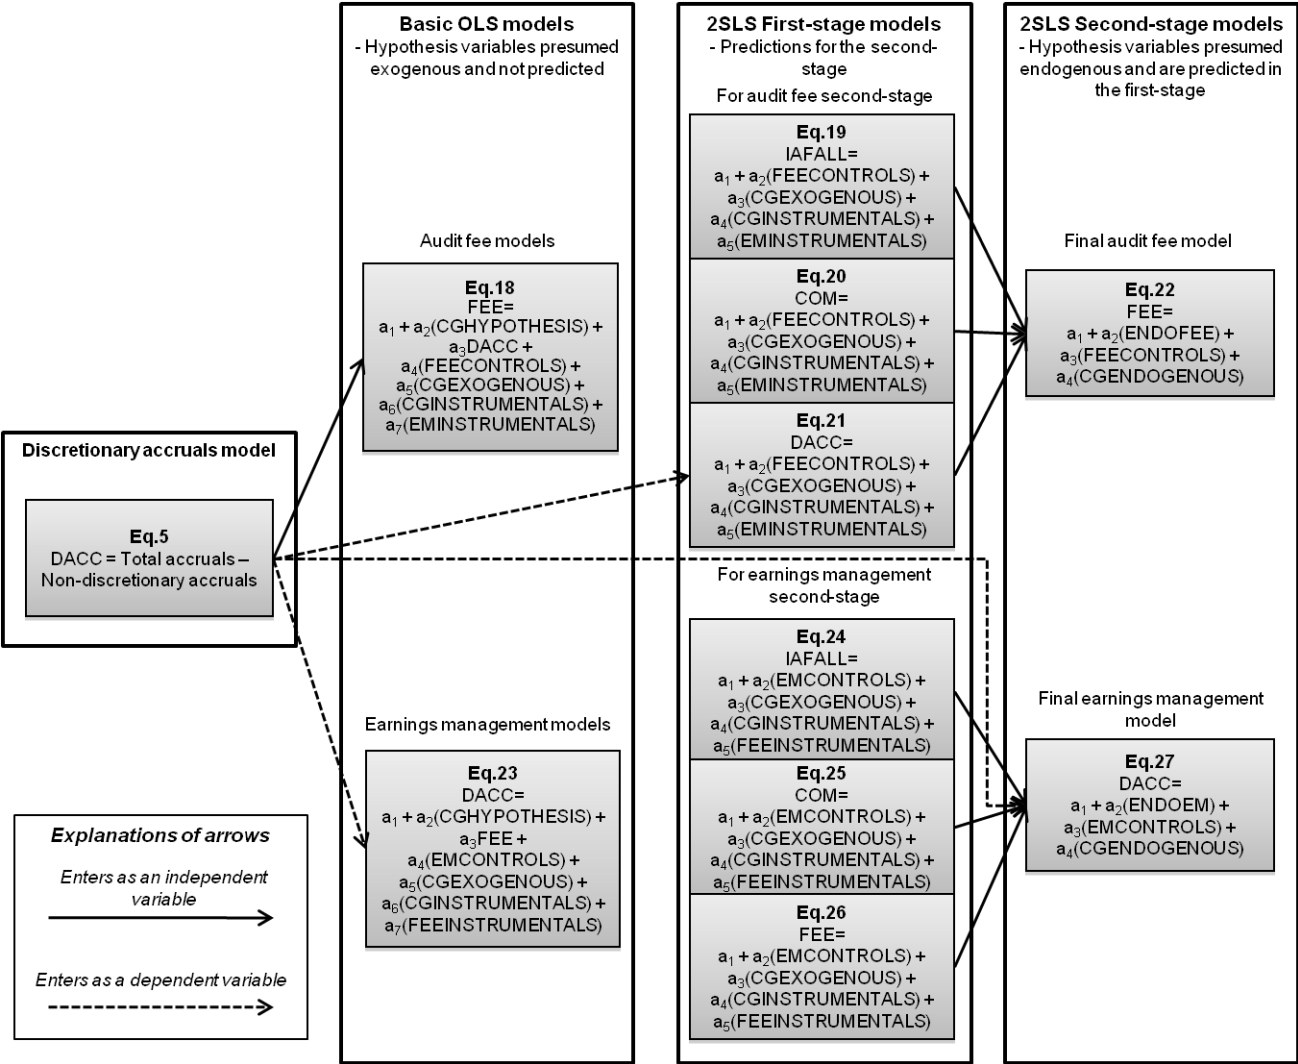 Basic OLS models
- Hypothesis variables presumed
exogenous and not predicted
Audit fee models
Eq.18
FEE=
a₁ + a₂(CGHYPOTHESIS) +
a₃DACC +
a₄(FEECONTROLS) +
a₅(CGEXOGENOUS) +
a₆(CGINSTRUMENTALS) +
a₇(EMINSTRUMENTALS)
Discretionary accruals model
Eq.5
DACC = Total accruals –
Non-discretionary accruals
Earnings management models
Eq.23
DACC=
a₁ + a₂(CGHYPOTHESIS) +
a₃FEE +
a₄(EMCONTROLS) +
a₅(CGEXOGENOUS) +
a₆(CGINSTRUMENTALS) +
a₇(FEEINSTRUMENTALS)
Explanations of arrows
Enters as an independent
variable
Enters as a dependent variable
2SLS First-stage models
- Predictions for the second-
stage
For audit fee second-stage
Eq.19
IAFALL=
a₁ + a₂(FEECONTROLS) +
a₃(CGEXOGENOUS) +
a₄(CGINSTRUMENTALS) +
a₅(EMINSTRUMENTALS)
Eq.20
COM=
a₁ + a₂(FEECONTROLS) +
a₃(CGEXOGENOUS) +
a₄(CGINSTRUMENTALS) +
a₅(EMINSTRUMENTALS)
Eq.21
DACC=
a₁ + a₂(FEECONTROLS) +
a₃(CGEXOGENOUS) +
a₄(CGINSTRUMENTALS) +
a₅(EMINSTRUMENTALS)
For earnings management
second-stage
Eq.24
IAFALL=
a₁ + a₂(EMCONTROLS) +
a₃(CGEXOGENOUS) +
a₄(CGINSTRUMENTALS) +
a₅(FEEINSTRUMENTALS)
Eq.25
COM=
a₁ + a₂(EMCONTROLS) +
a₃(CGEXOGENOUS) +
a₄(CGINSTRUMENTALS) +
a₅(FEEINSTRUMENTALS)
Eq.26
FEE=
a₁ + a₂(EMCONTROLS) +
a₃(CGEXOGENOUS) +
a₄(CGINSTRUMENTALS) +
a₅(FEEINSTRUMENTALS)
2SLS Second-stage models
- Hypothesis variables presumed
endogenous and are predicted in
the first-stage
Final audit fee model
Eq.22
FEE=
a₁ + a₂(ENDOFEE) +
a₃(FEECONTROLS) +
a₄(CGENDOGENOUS)
Final earnings management
model
Eq.27
DACC=
a₁ + a₂(ENDOEM) +
a₃(EMCONTROLS) +
a₄(CGENDOGENOUS)